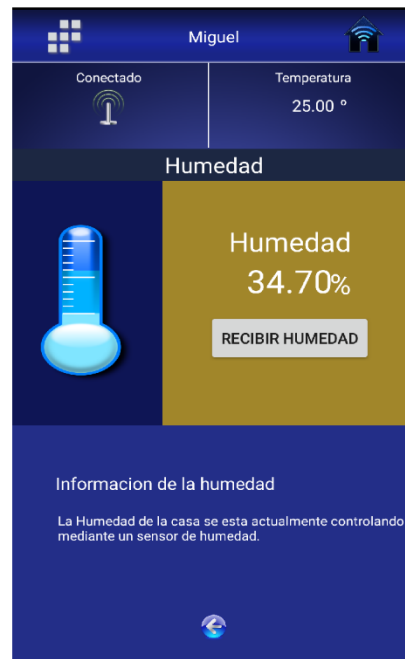 Miguel
Conectado
Temperatura
25.00 °
Humedad
Humedad
34.70%
RECIBIR HUMEDAD
Informacion de la humedad
La Humedad de la casa se esta actualmente controlando
mediante un sensor de humedad.